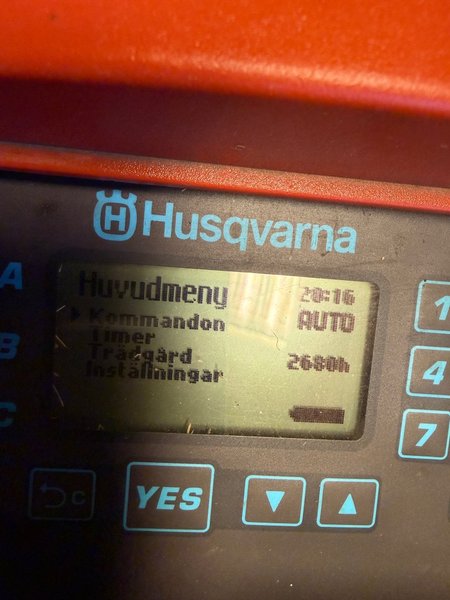 Husqvarna
A
B
C
Huvudmeny 20:16
Kommandon AUTO
Timer
Trädgård 2680h
Inställningar
1
4
7
C
YES